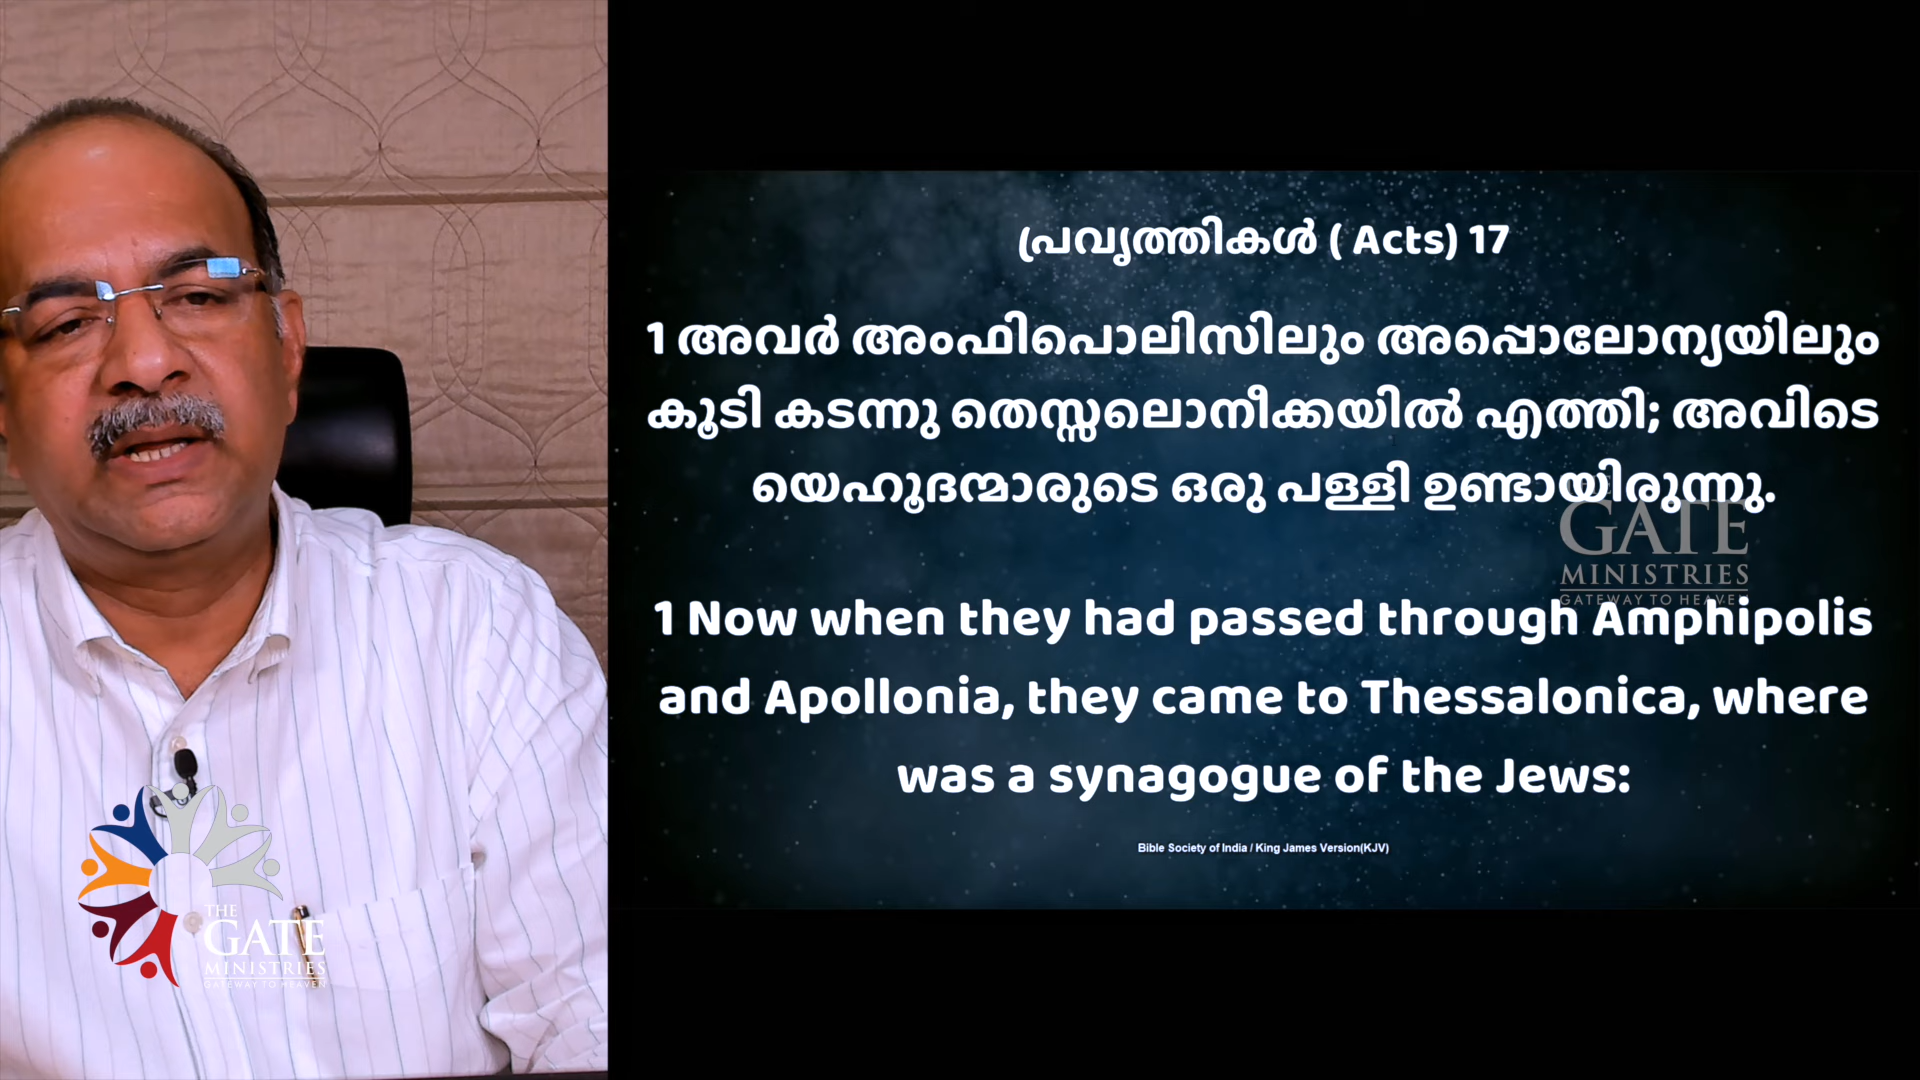 പ്രവൃത്തികൾ ( Acts) 17
1 അവർ അംഫിപൊലിസിലും അപ്പൊലോന്യയിലും
കൂടി കടന്നു തെസ്സലൊനീക്കയിൽ എത്തി; അവിടെ
യെഹൂദന്മാരുടെ ഒരു പള്ളി ഉണ്ടായിരുന്നു.
GATE
MINISTRIES
GATEWAY TO HEAVEN
1 Now when they had passed through Amphipolis
and Apollonia, they came to Thessalonica, where
was a synagogue of the Jews:
Bible Society of India / King James Version(KJV)
THE
GATE
MINISTRIES
GATEWAY TO HEAVEN